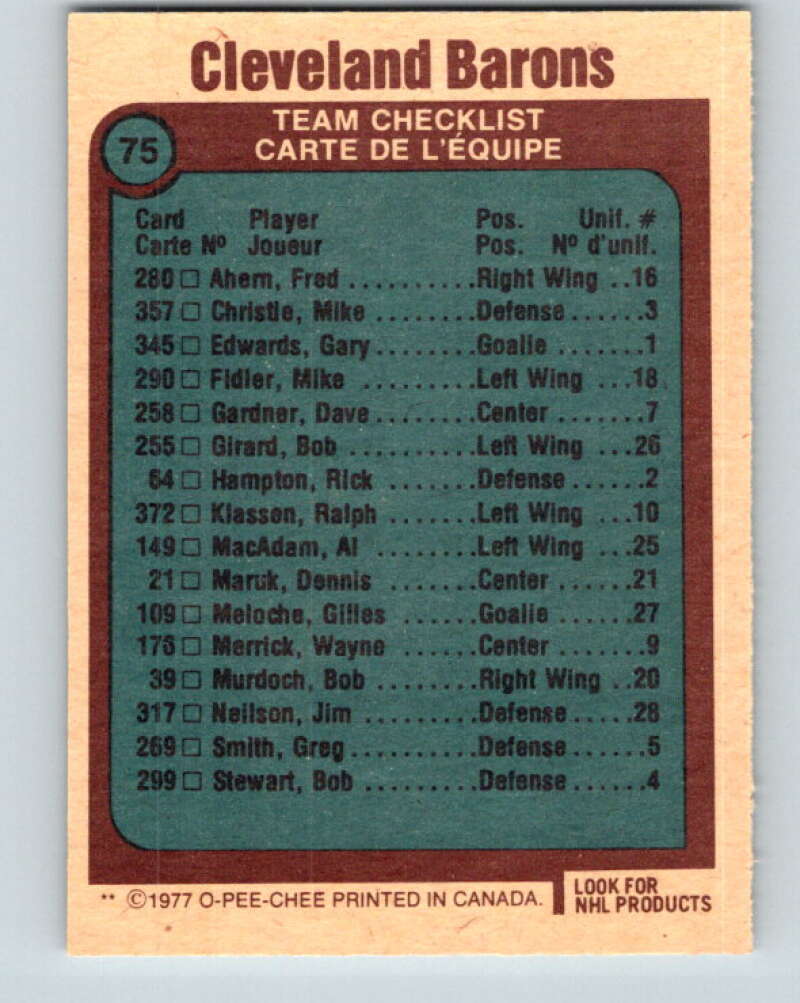 Cleveland Barons
75
TEAM CHECKLIST
CARTE DE L'ÉQUIPE
Card Player Pos. Unif. #
Carte Nº Joueur Pos. Nº d'unif.
280 □ Ahern, Fred ..........Right Wing ..16
357 □ Christie, Mike ........Defense......3
345 □ Edwards, Gary........Goalie .......1
290 □ Fidler, Mike .........Left Wing ...18
258 □ Gardner, Dave........Center .......7
255 □ Girard, Bob ..........Left Wing ...26
64 □ Hampton, Rick .......Defense......2
372 □ Klassen, Ralph .......Left Wing ...10
149 □ MacAdam, Al ........Left Wing ...25
21 □ Maruk, Dennis .......Center ......21
109 □ Meloche, Gilles .......Goalie ......27
176 □ Merrick, Wayne ......Center .......9
39 □ Murdoch, Bob ........Right Wing ..20
317 □ Neilson, Jim .........Defense.....28
269 □ Smith, Greg..........Defense......5
299 □ Stewart, Bob .........Defense......4
** ©1977 O-PEE-CHEE PRINTED IN CANADA.
LOOK FOR
NHL PRODUCTS